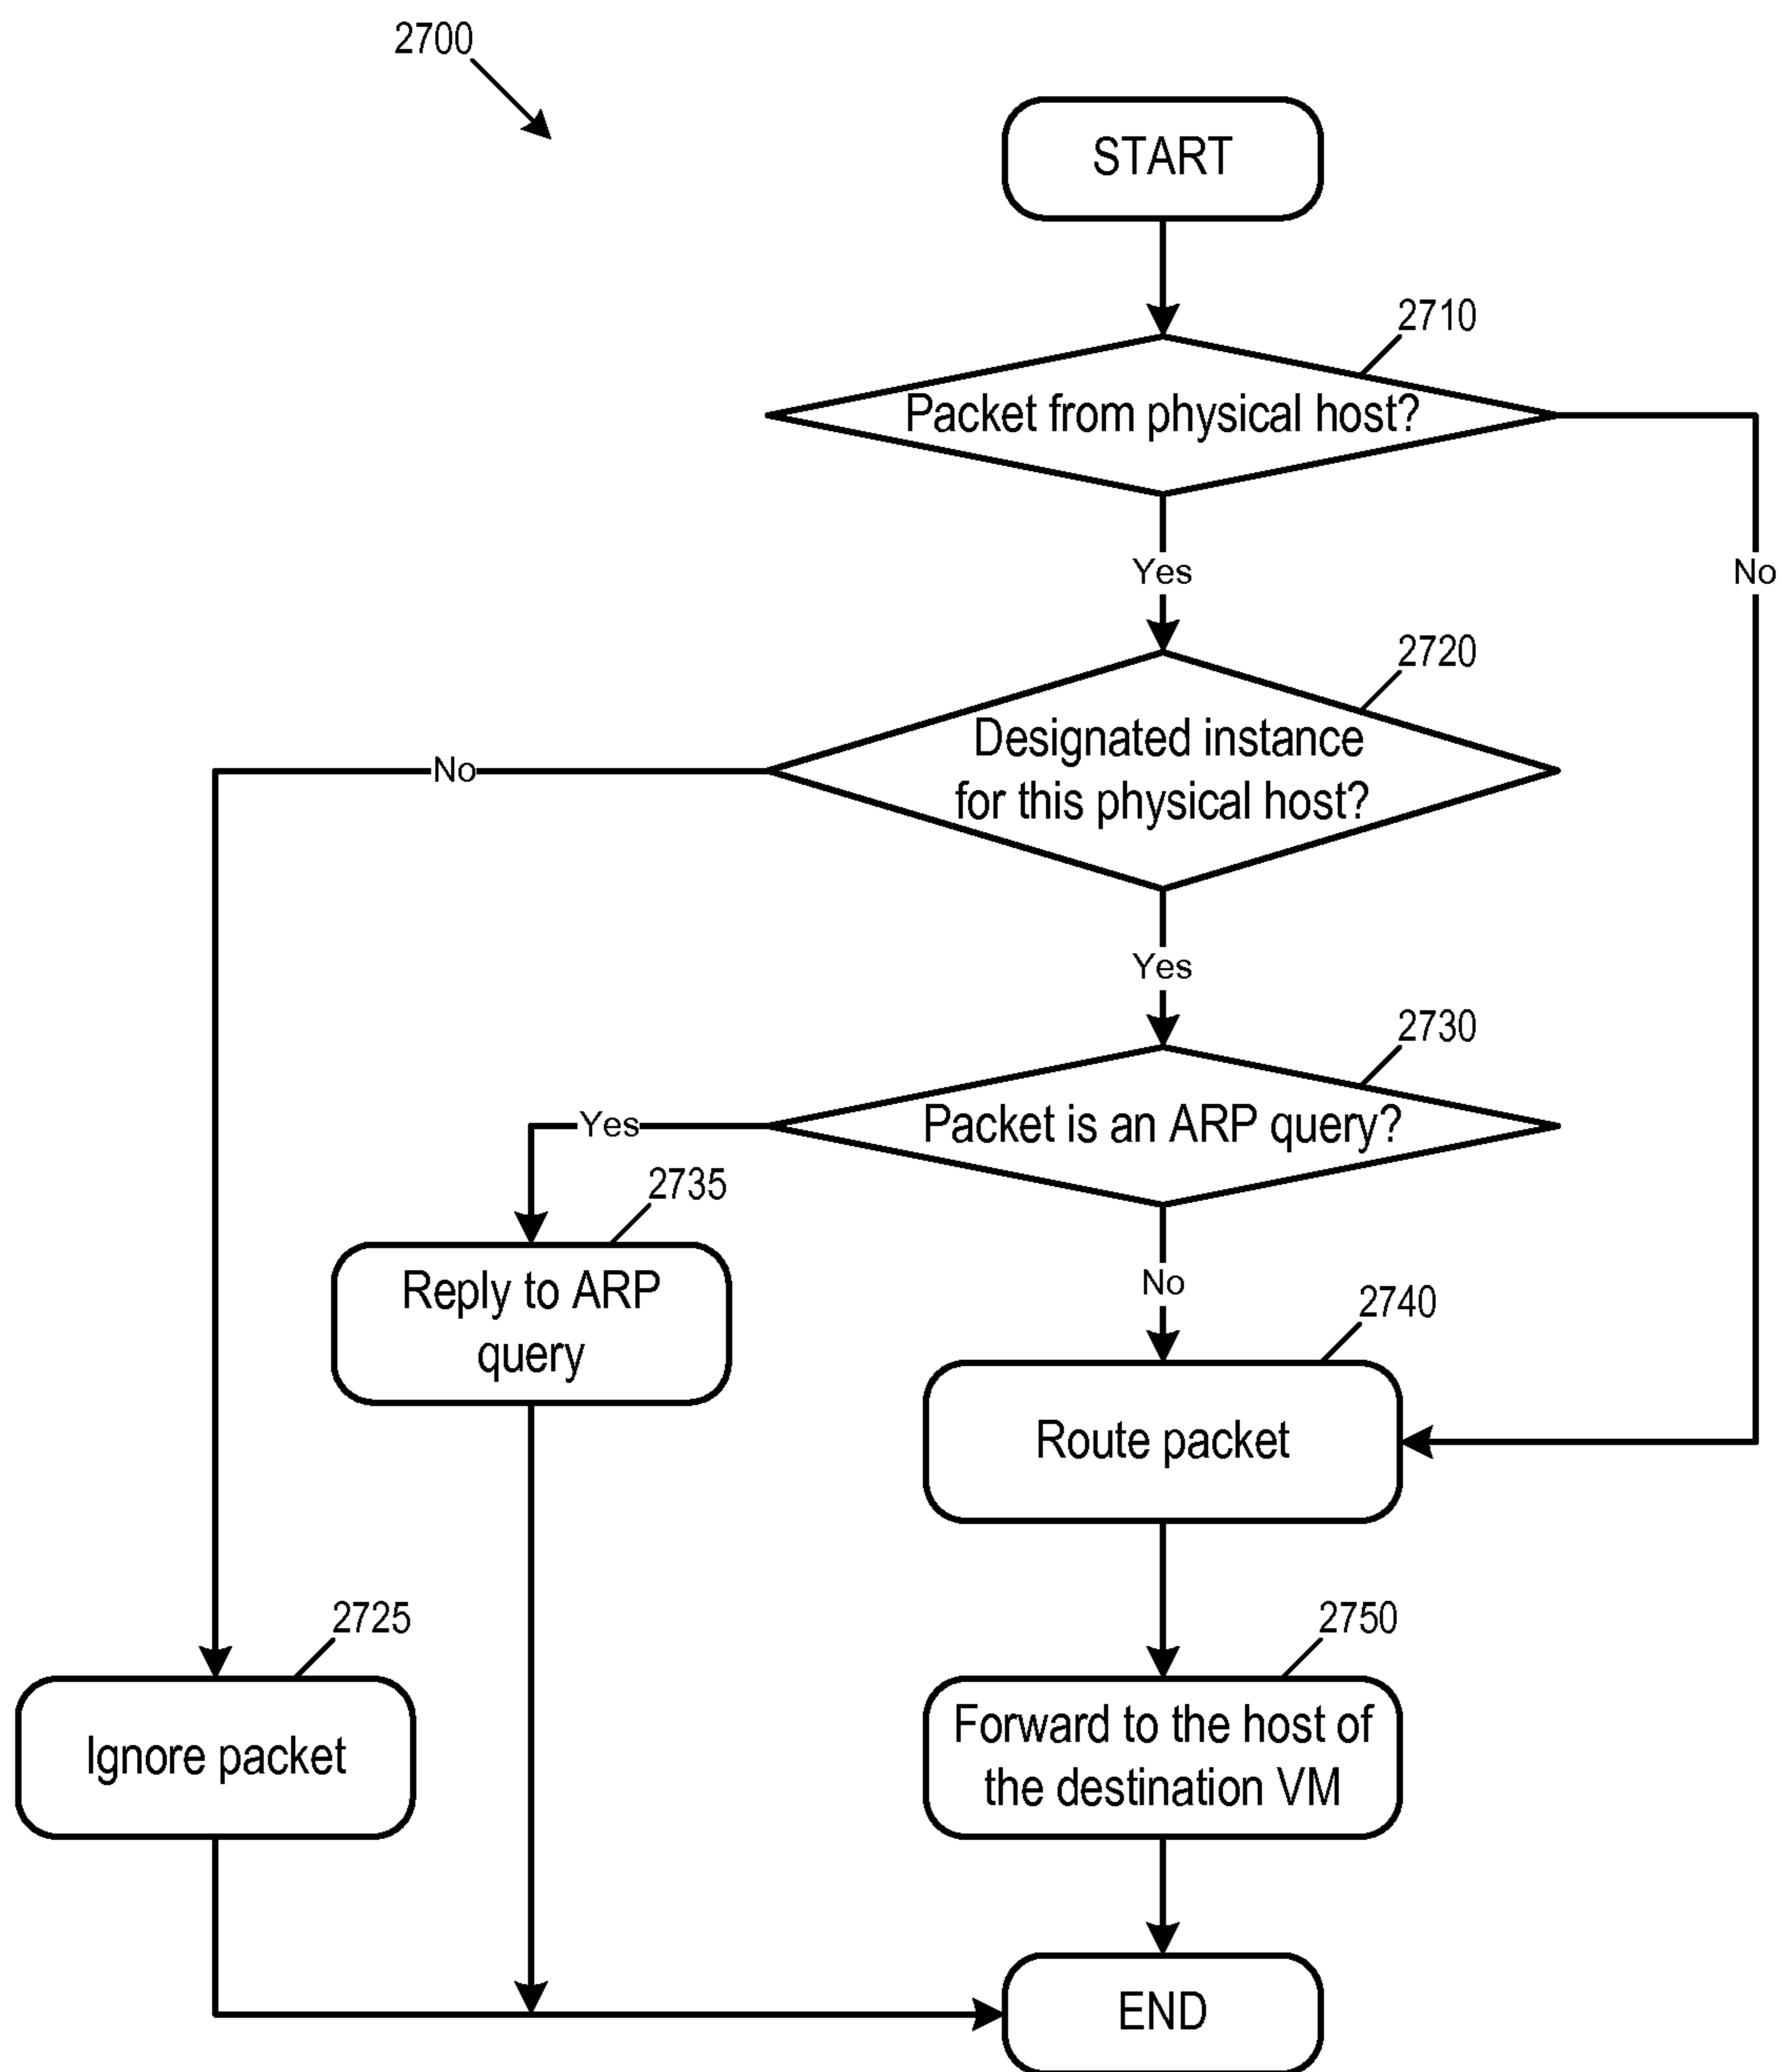 2700
START
2710
Packet from physical host?
Yes
No
2720
Designated instance
for this physical host?
No
Yes
2730
Packet is an ARP query?
Yes
2735
Reply to ARP
query
No
2740
Route packet
2725
Ignore packet
2750
Forward to the host of
the destination VM
END